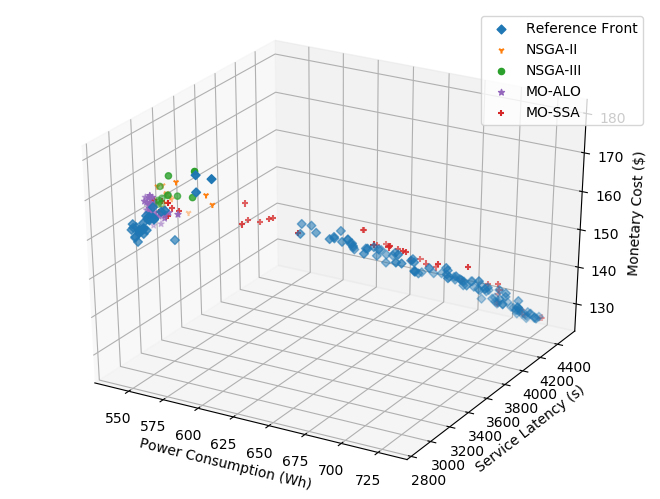 Reference Front
NSGA-II
NSGA-III
MO-ALO
MO-SSA
180
170
160
150
140
130
Monetary Cost ($)
550
575
600
625
650
675
700
725
Power Consumption (Wh)
2800
3000
3200
3400
3600
3800
4000
4200
4400
Service Latency (s)